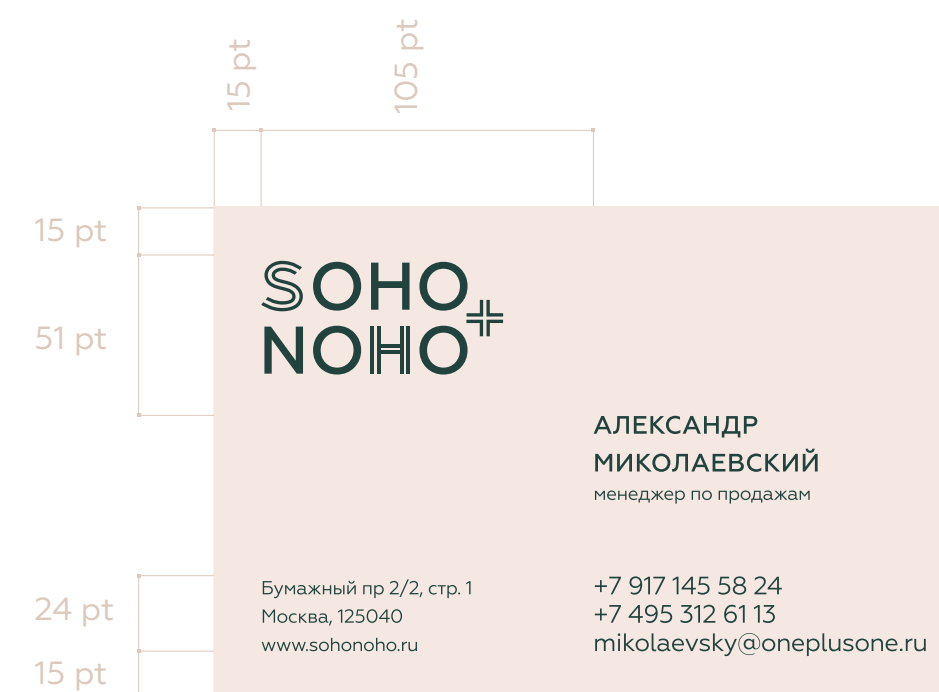 15 pt
105 pt
15 pt
51 pt
SOHO
NOHO+
АЛЕКСАНДР
МИКОЛАЕВСКИЙ
менеджер по продажам
24 pt
15 pt
Бумажный пр 2/2, стр. 1
Москва, 125040
www.sohonoho.ru
+7 917 145 58 24
+7 495 312 61 13
mikolaevsky@oneplusone.ru